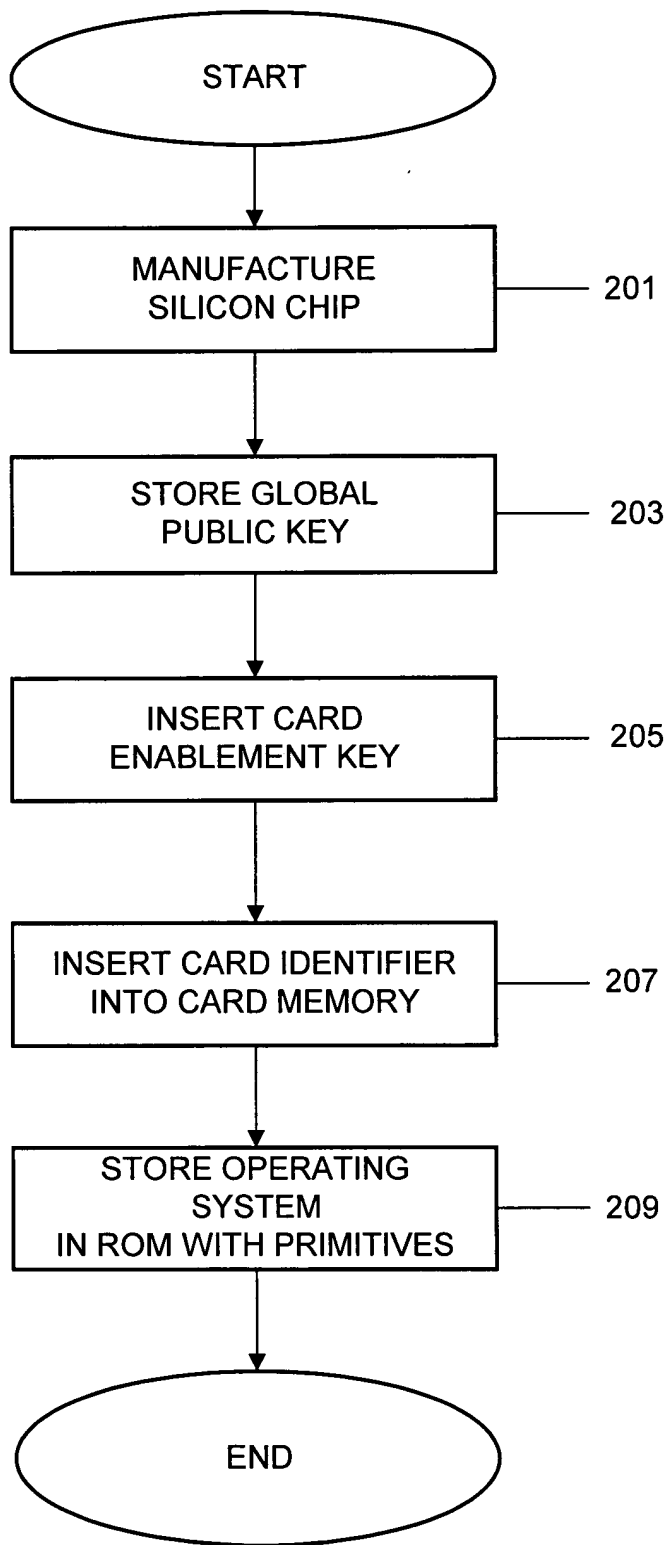 START
MANUFACTURE
SILICON CHIP
201
STORE GLOBAL
PUBLIC KEY
203
INSERT CARD
ENABLEMENT KEY
205
INSERT CARD IDENTIFIER
INTO CARD MEMORY
207
STORE OPERATING
SYSTEM
IN ROM WITH PRIMITIVES
209
END